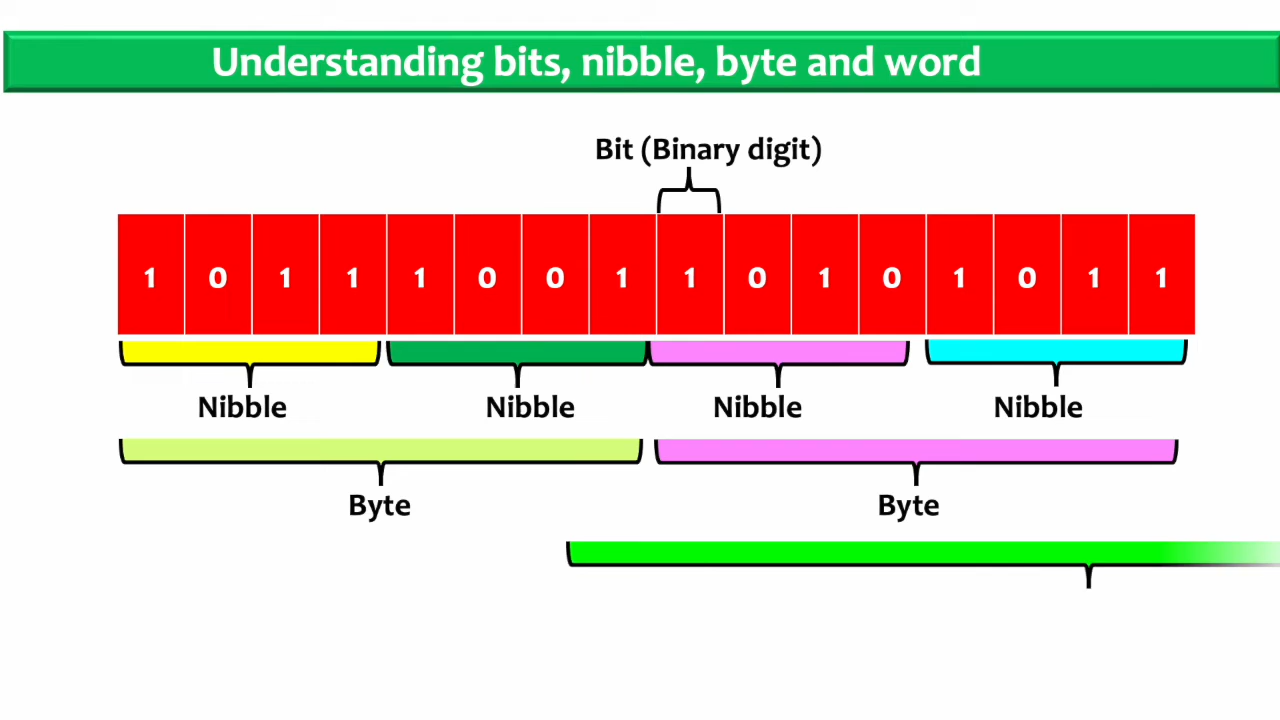 Understanding bits, nibble, byte and word
Bit (Binary digit)
1 0 1 1 1 0 0 1 1 0 1 0 1 0 1 1
Nibble Nibble Nibble Nibble
Byte Byte